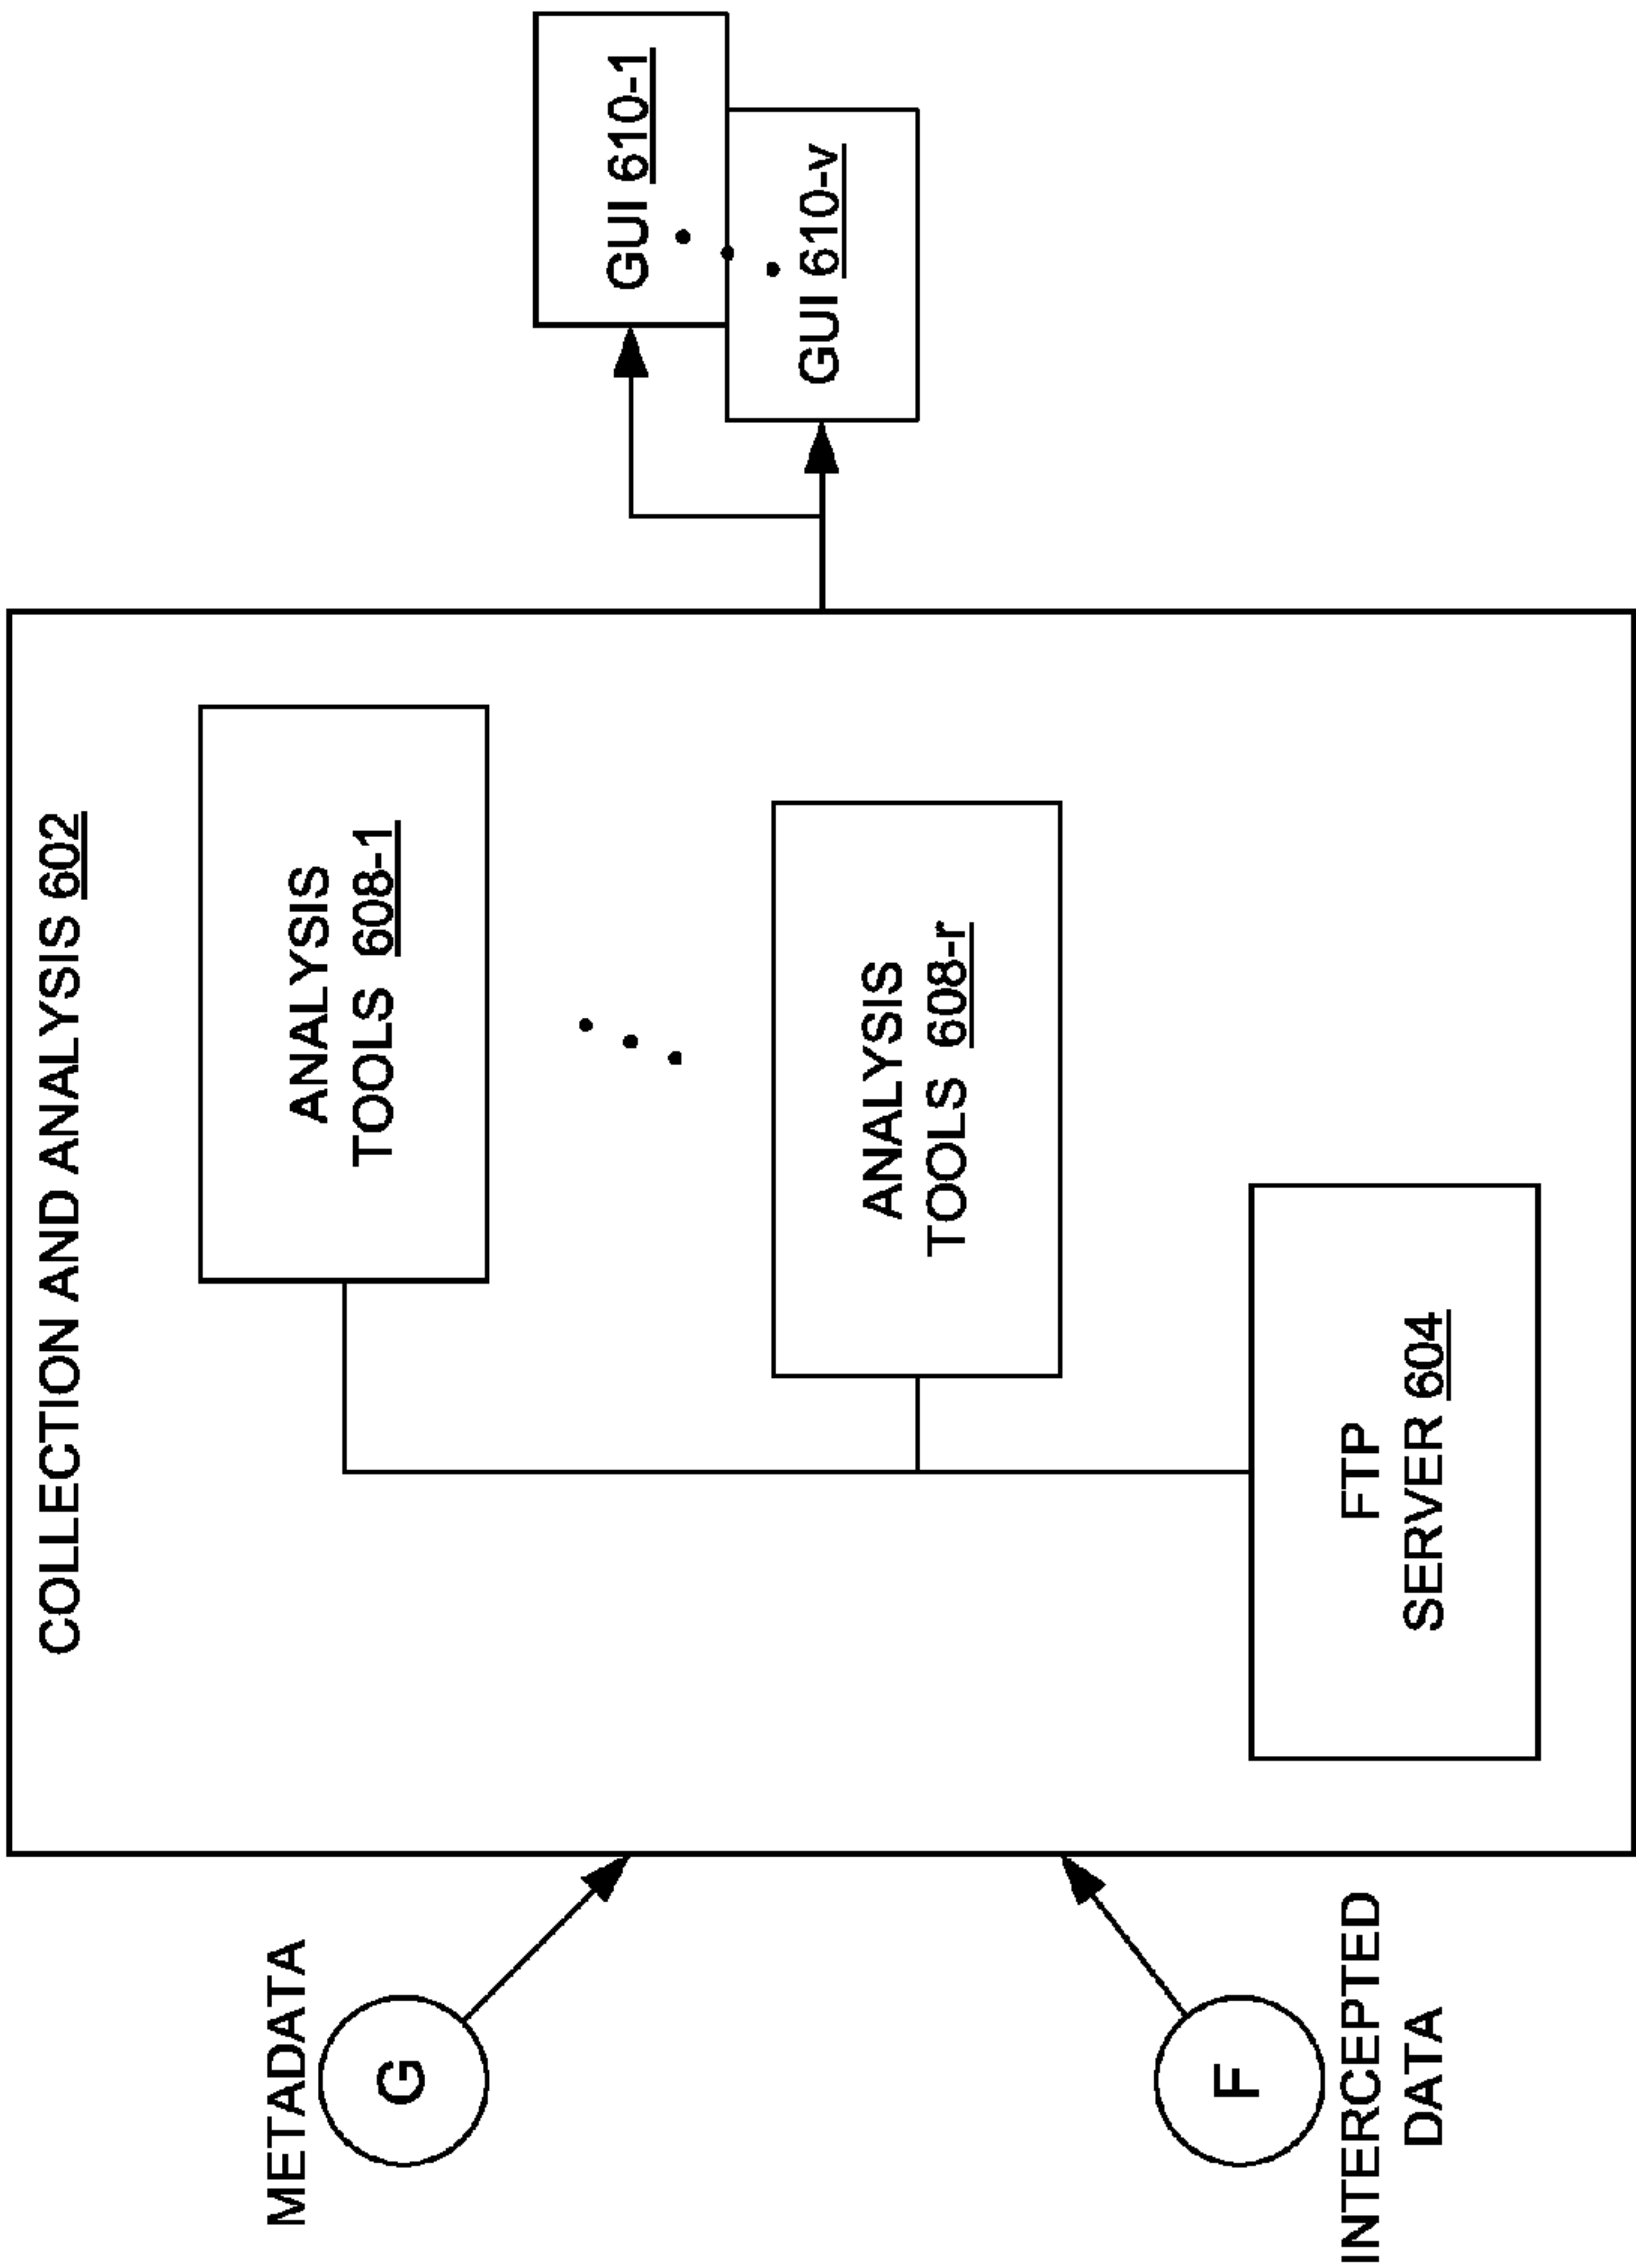 COLLECTION AND ANALYSIS 602
METADATA
G
ANALYSIS
TOOLS 608-1
GUI 610-1
GUI 610-v
ANALYSIS
TOOLS 608-r
F
INTERCEPTED
DATA
FTP
SERVER 604